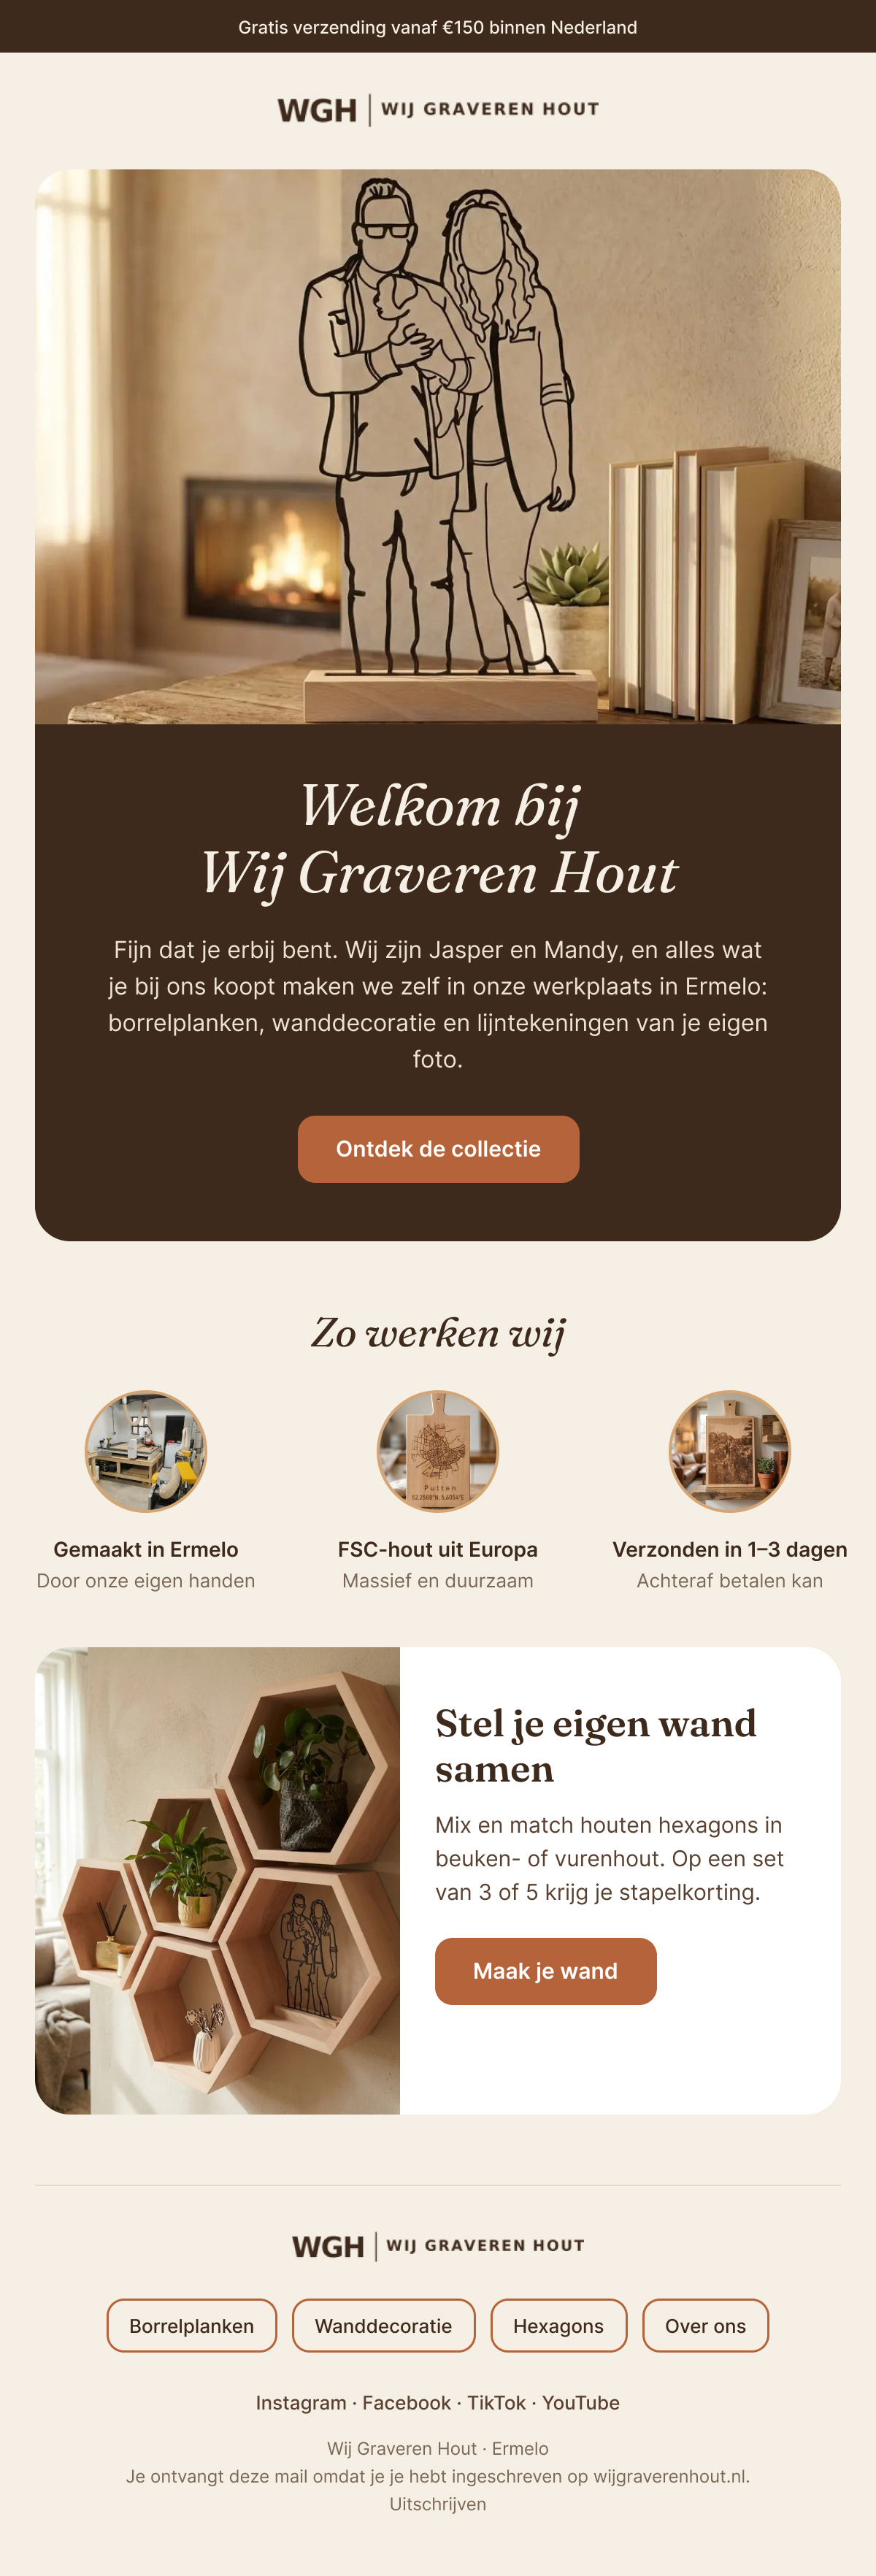 Gratis verzending vanaf €150 binnen Nederland
WGH | WIJ GRAVEREN HOUT
Welkom bij
Wij Graveren Hout
Fijn dat je erbij bent. Wij zijn Jasper en Mandy, en alles wat
je bij ons koopt maken we zelf in onze werkplaats in Ermelo:
borrelplanken, wanddecoratie en lijntekeningen van je eigen
foto.
Ontdek de collectie
Zo werken wij
Putten
52.2588°N, 5.6054°E
Gemaakt in Ermelo
Door onze eigen handen
FSC-hout uit Europa
Massief en duurzaam
Verzonden in 1–3 dagen
Achteraf betalen kan
Stel je eigen wand
samen
Mix en match houten hexagons in
beuken- of vurenhout. Op een set
van 3 of 5 krijg je stapelkorting.
Maak je wand
WGH | WIJ GRAVEREN HOUT
Borrelplanken Wanddecoratie Hexagons Over ons
Instagram · Facebook · TikTok · YouTube
Wij Graveren Hout · Ermelo
Je ontvangt deze mail omdat je je hebt ingeschreven op wijgraverenhout.nl.
Uitschrijven